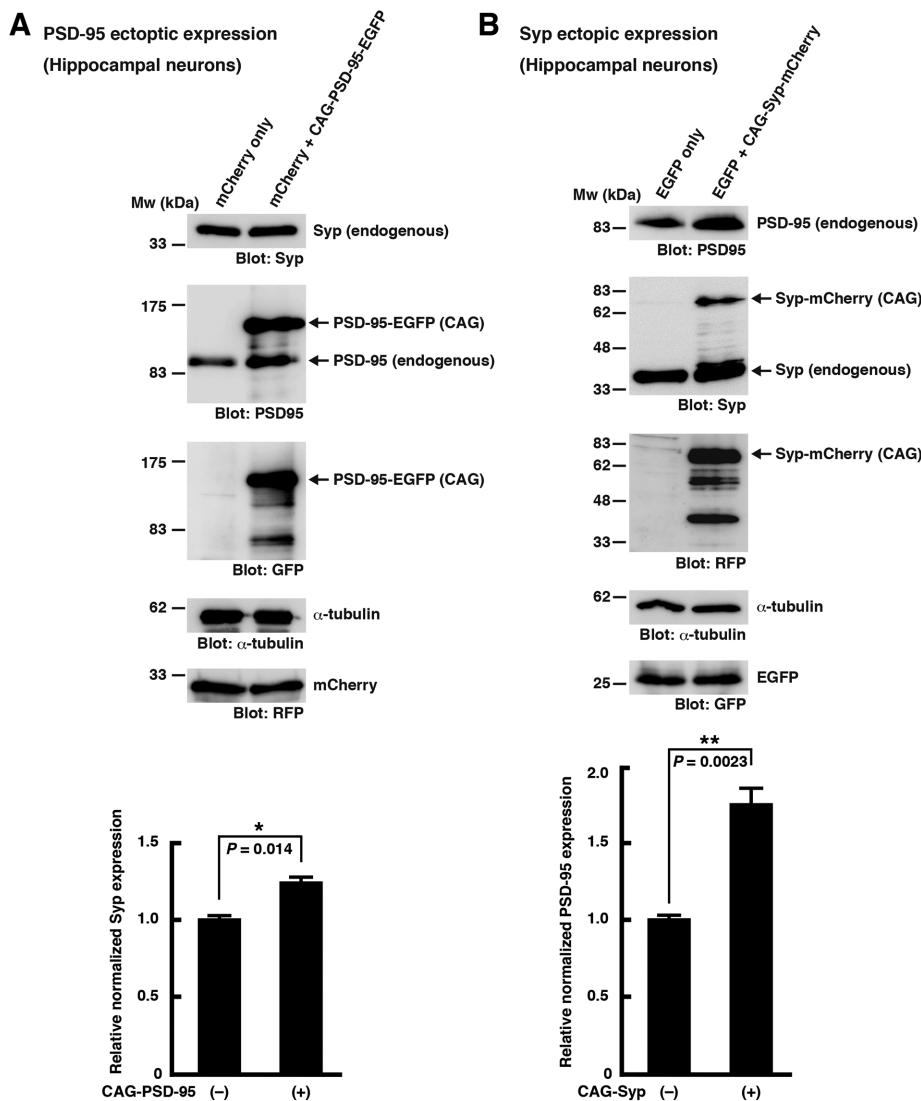 A
PSD-95 ectoptic expression
(Hippocampal neurons)
mCherry only
mCherry + CAG-PSD-95-EGFP
Mw (kDa)
33
Syp (endogenous)
Blot: Syp
175
PSD-95-EGFP (CAG)
PSD-95 (endogenous)
83
Blot: PSD95
175
PSD-95-EGFP (CAG)
83
Blot: GFP
62
α-tubulin
Blot: α-tubulin
33
mCherry
Blot: RFP
Relative normalized Syp expression
1.5
1.0
0.5
0
*
P = 0.014
CAG-PSD-95
(–)
(+)
B
Syp ectopic expression
(Hippocampal neurons)
EGFP only
EGFP + CAG-Syp-mCherry
Mw (kDa)
83
PSD-95 (endogenous)
Blot: PSD95
83
Syp-mCherry (CAG)
62
48
Syp (endogenous)
33
Blot: Syp
83
Syp-mCherry (CAG)
62
48
33
Blot: RFP
62
α-tubulin
Blot: α-tubulin
EGFP
25
Blot: GFP
Relative normalized PSD-95 expression
2.0
1.5
1.0
0.5
0
**
P = 0.0023
CAG-Syp
(–)
(+)